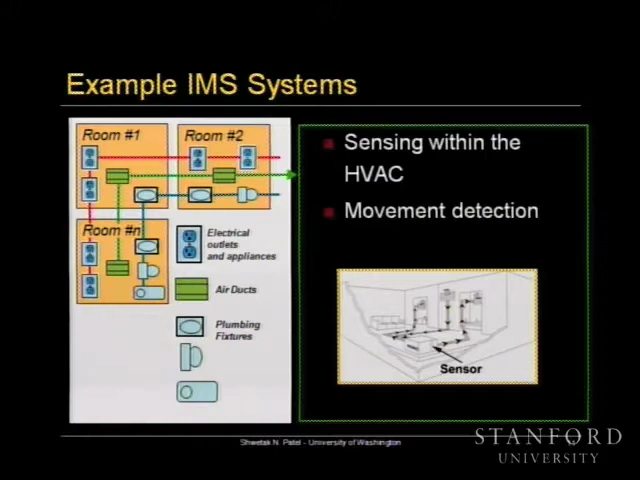 Example IMS Systems
Room #1
Room #2
Room #n
Electrical
outlets
and appliances
Air Ducts
Plumbing
Fixtures
Sensing within the
HVAC
Movement detection
Sensor
Shwetak N. Patel - University of Washington
STANFORD
UNIVERSITY